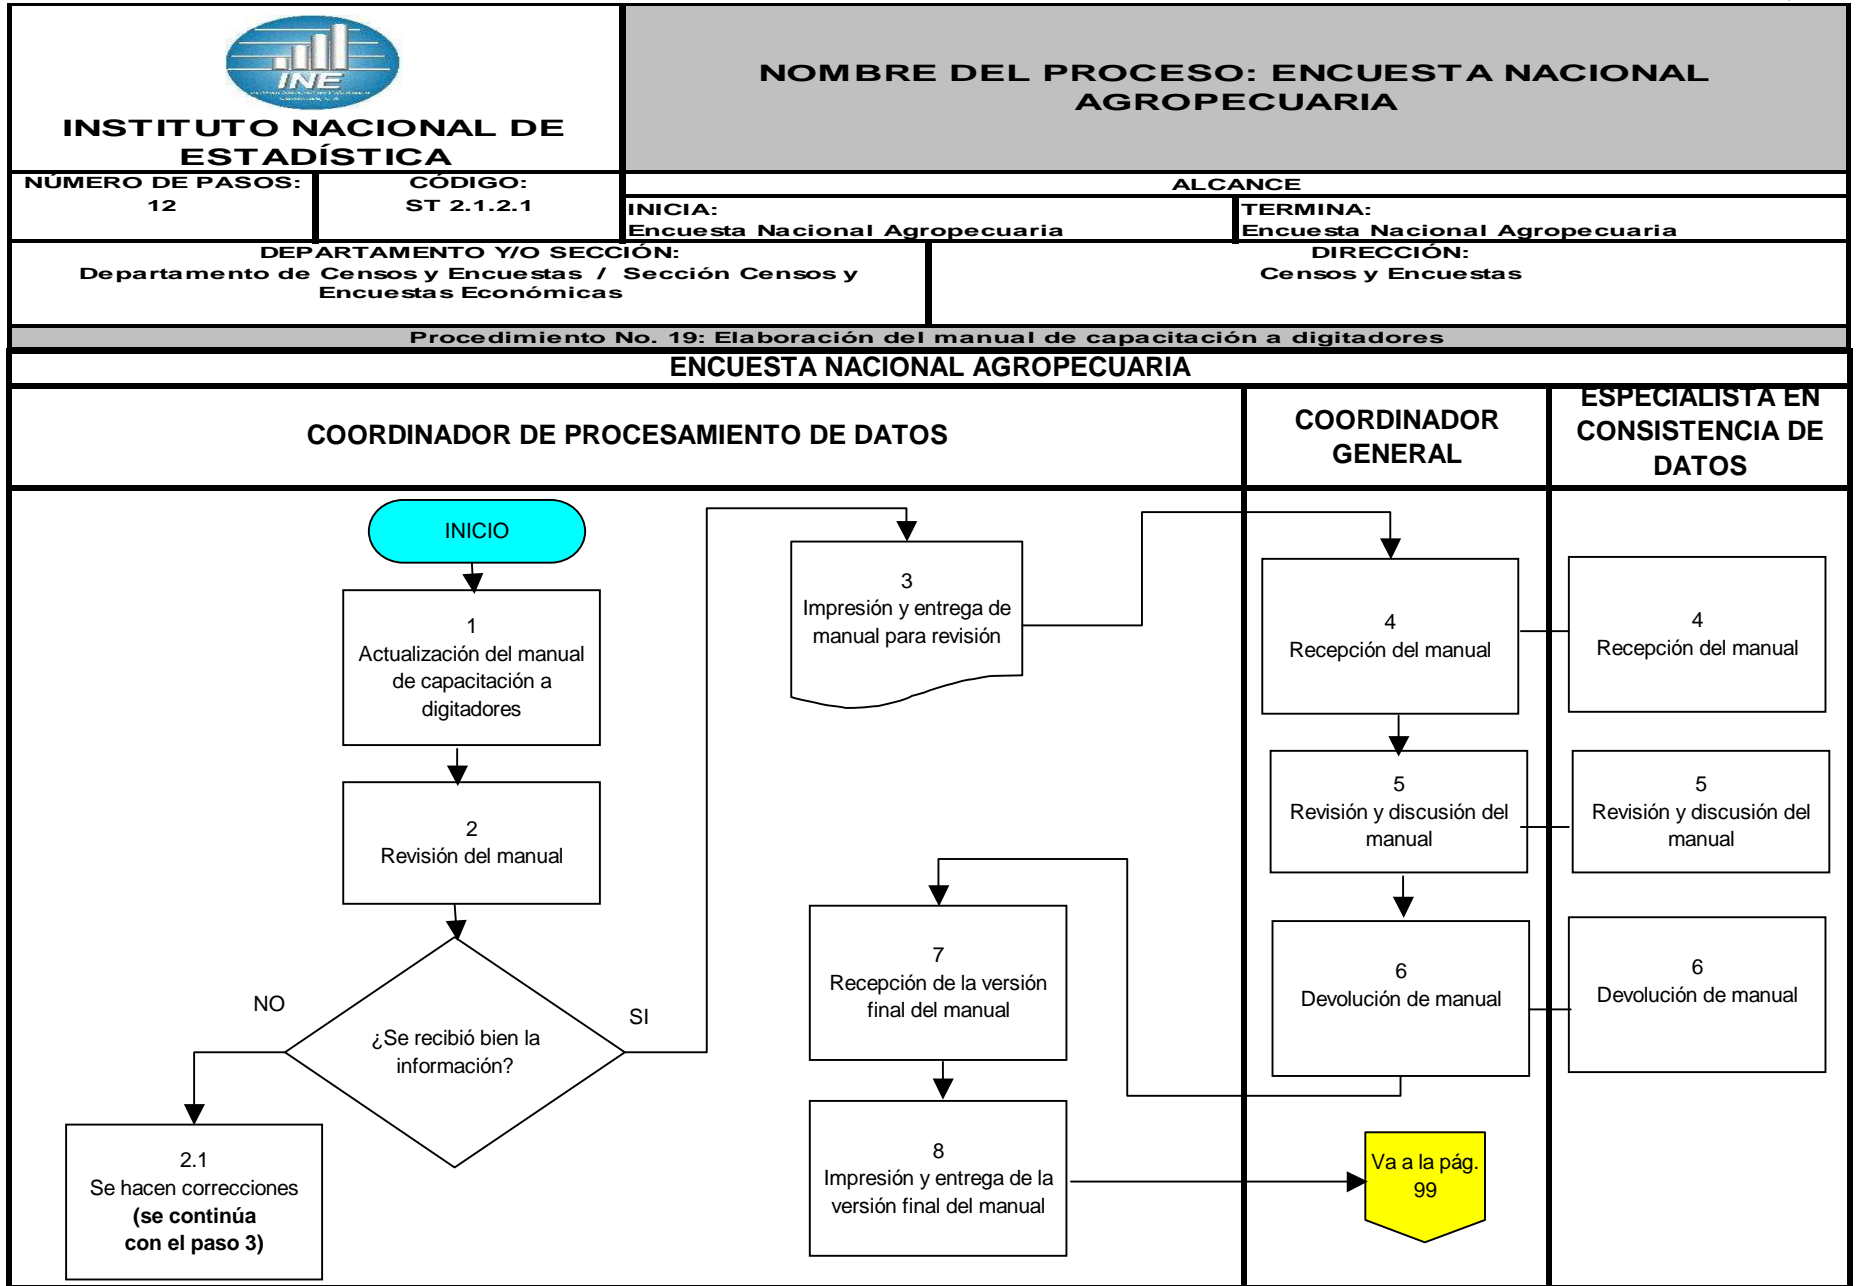 INE
INSTITUTO NACIONAL DE
ESTADÍSTICA
NOMBRE DEL PROCESO: ENCUESTA NACIONAL
AGROPECUARIA
NÚMERO DE PASOS:
12
CÓDIGO:
ST 2.1.2.1
ALCANCE
INICIA:
Encuesta Nacional Agropecuaria
TERMINA:
Encuesta Nacional Agropecuaria
DEPARTAMENTO Y/O SECCIÓN:
Departamento de Censos y Encuestas / Sección Censos y
Encuestas Económicas
DIRECCIÓN:
Censos y Encuestas
Procedimiento No. 19: Elaboración del manual de capacitación a digitadores
ENCUESTA NACIONAL AGROPECUARIA
COORDINADOR DE PROCESAMIENTO DE DATOS
COORDINADOR
GENERAL
ESPECIALISTA EN
CONSISTENCIA DE
DATOS
INICIO
1
Actualización del manual
de capacitación a
digitadores
2
Revisión del manual
¿Se recibió bien la
información?
NO
SI
2.1
Se hacen correcciones
(se continúa
con el paso 3)
3
Impresión y entrega de
manual para revisión
4
Recepción del manual
4
Recepción del manual
5
Revisión y discusión del
manual
5
Revisión y discusión del
manual
6
Devolución de manual
6
Devolución de manual
7
Recepción de la versión
final del manual
8
Impresión y entrega de la
versión final del manual
Va a la pág.
99